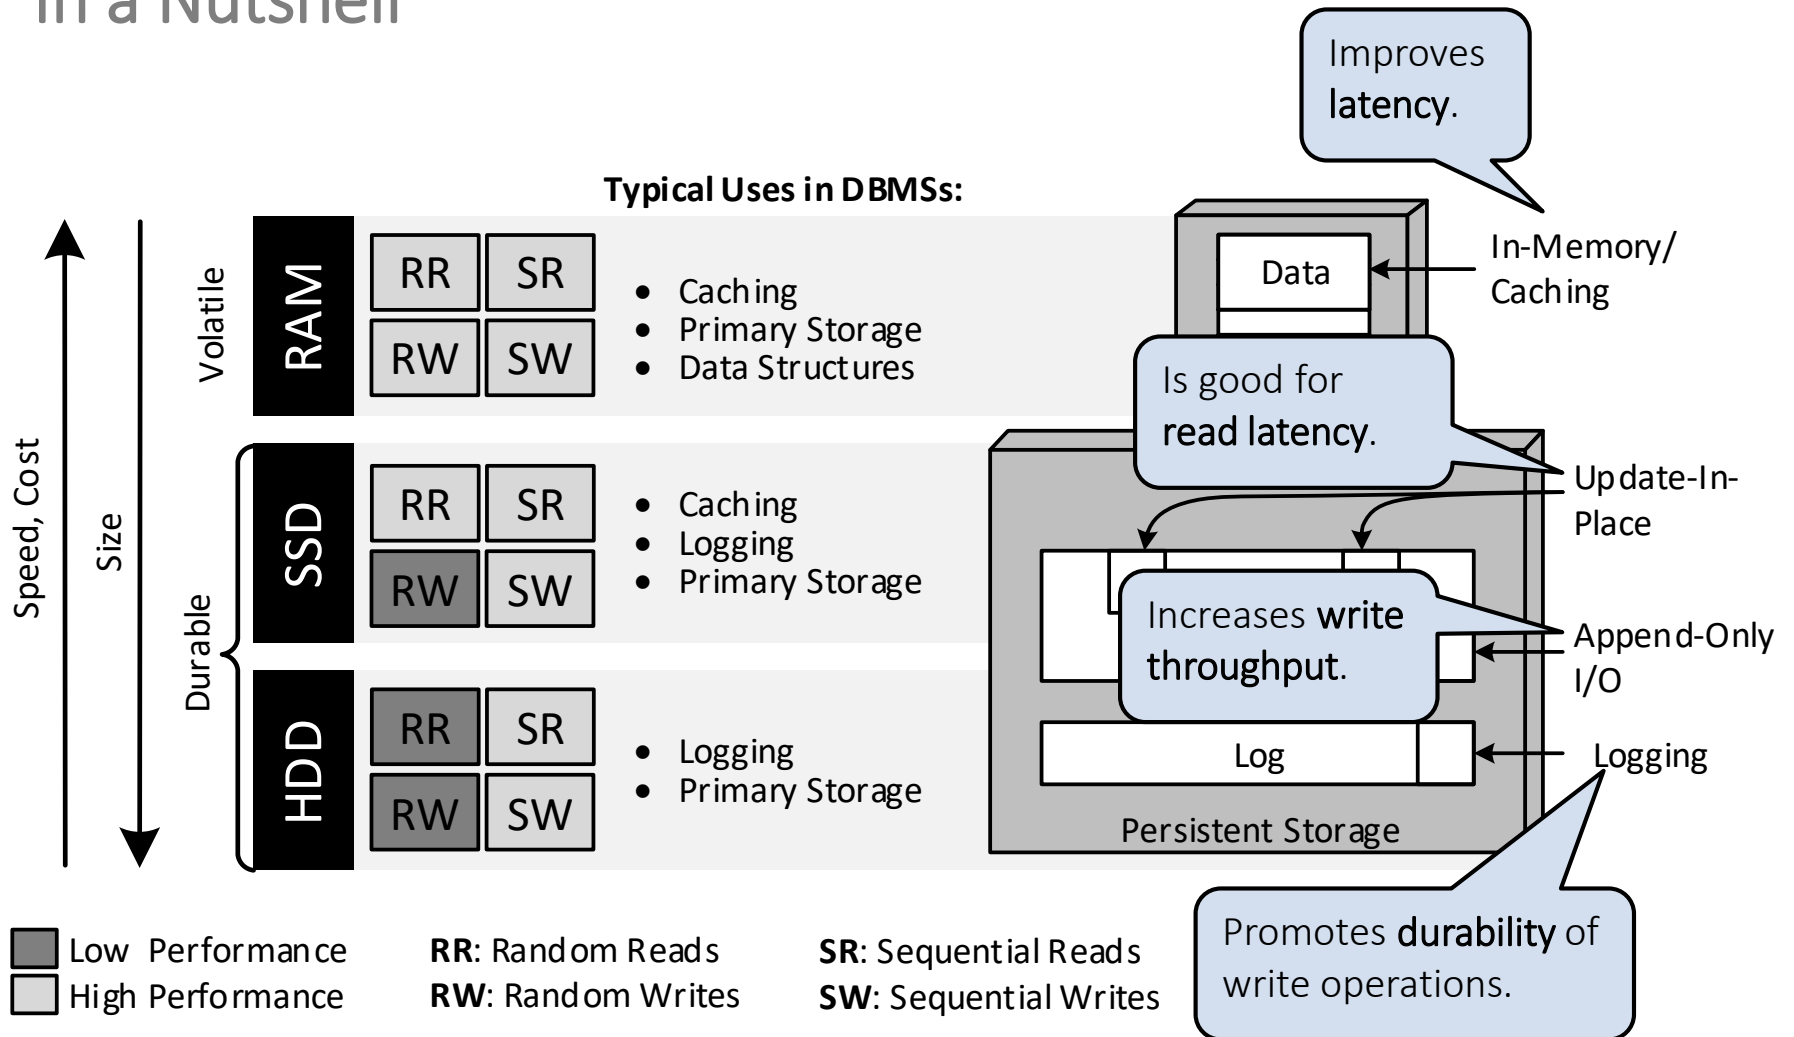 in a Nutshell
Improves
latency.
Typical Uses in DBMSs:
Speed, Cost
Size
Volatile
Durable
RAM
RR
SR
RW
SW
• Caching
• Primary Storage
• Data Structures
Data
In-Memory/
Caching
Is good for
read latency.
SSD
RR
SR
RW
SW
• Caching
• Logging
• Primary Storage
Update-In-
Place
Increases write
throughput.
Append-Only
I/O
HDD
RR
SR
RW
SW
• Logging
• Primary Storage
Log
Logging
Persistent Storage
Promotes durability of
write operations.
Low Performance
High Performance
RR: Random Reads
RW: Random Writes
SR: Sequential Reads
SW: Sequential Writes